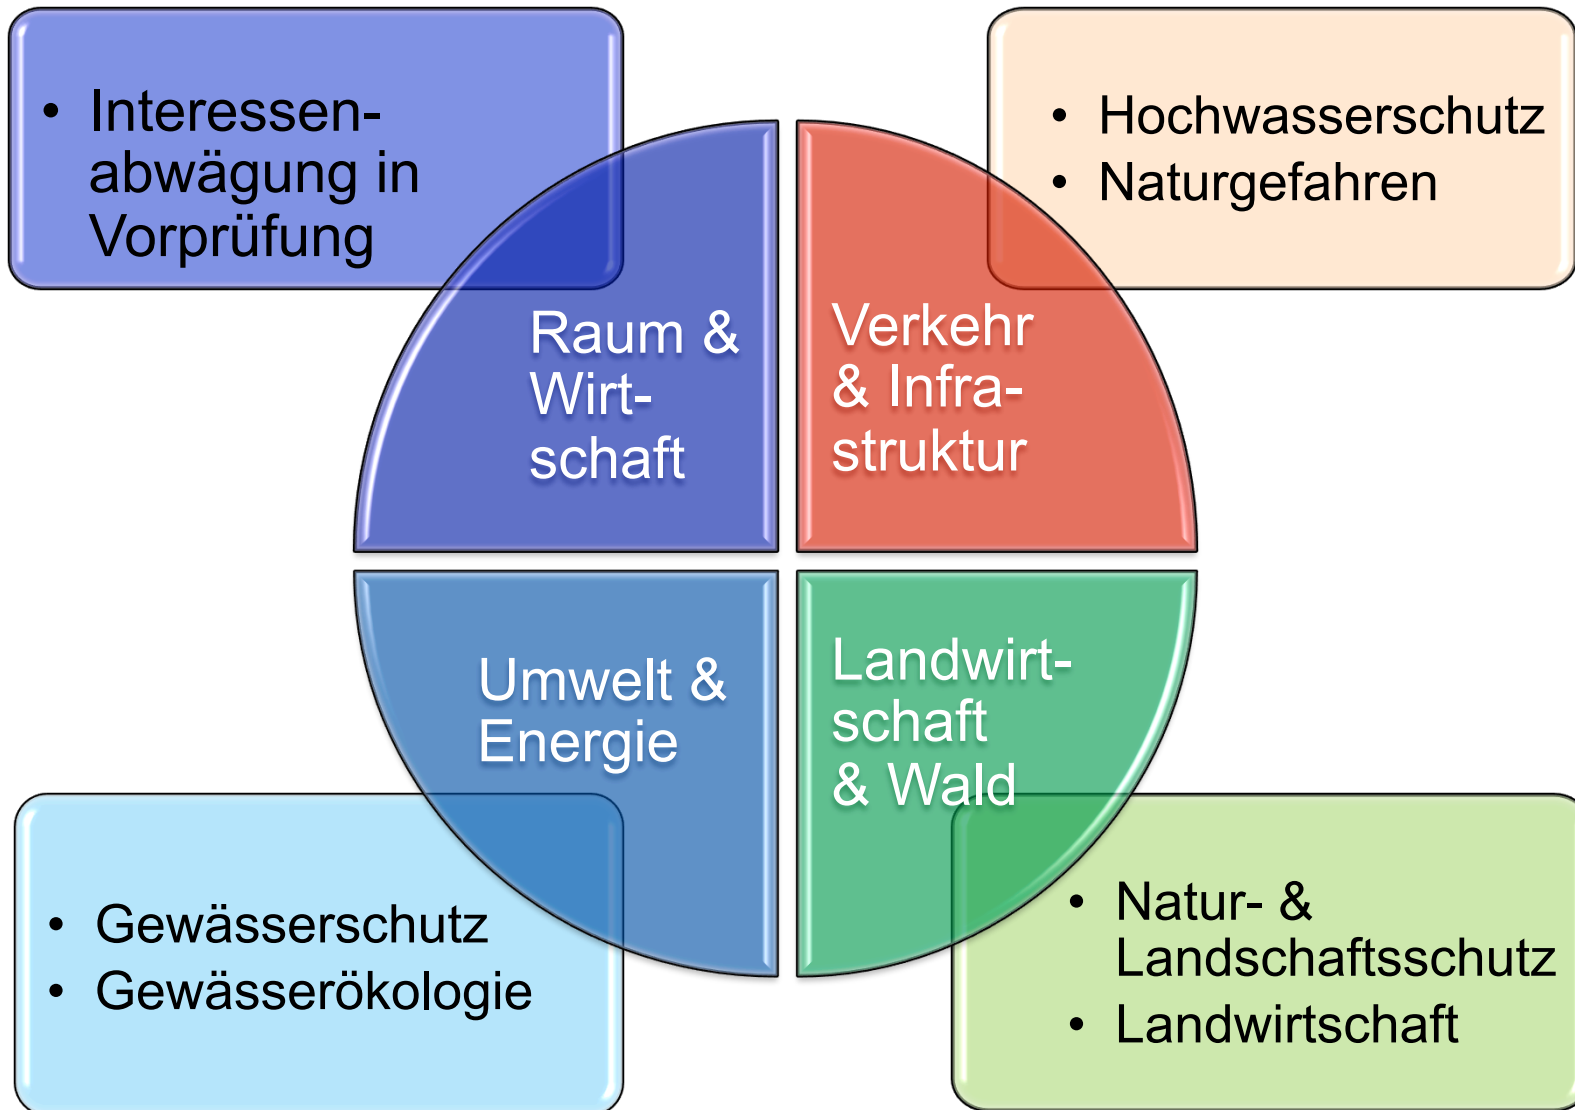 • Interessen-
abwägung in
Vorprüfung
• Hochwasserschutz
• Naturgefahren
Raum &
Wirt-
schaft
Verkehr
& Infra-
struktur
Umwelt &
Energie
Landwirt-
schaft
& Wald
• Gewässerschutz
• Gewässerökologie
• Natur- &
Landschaftsschutz
• Landwirtschaft